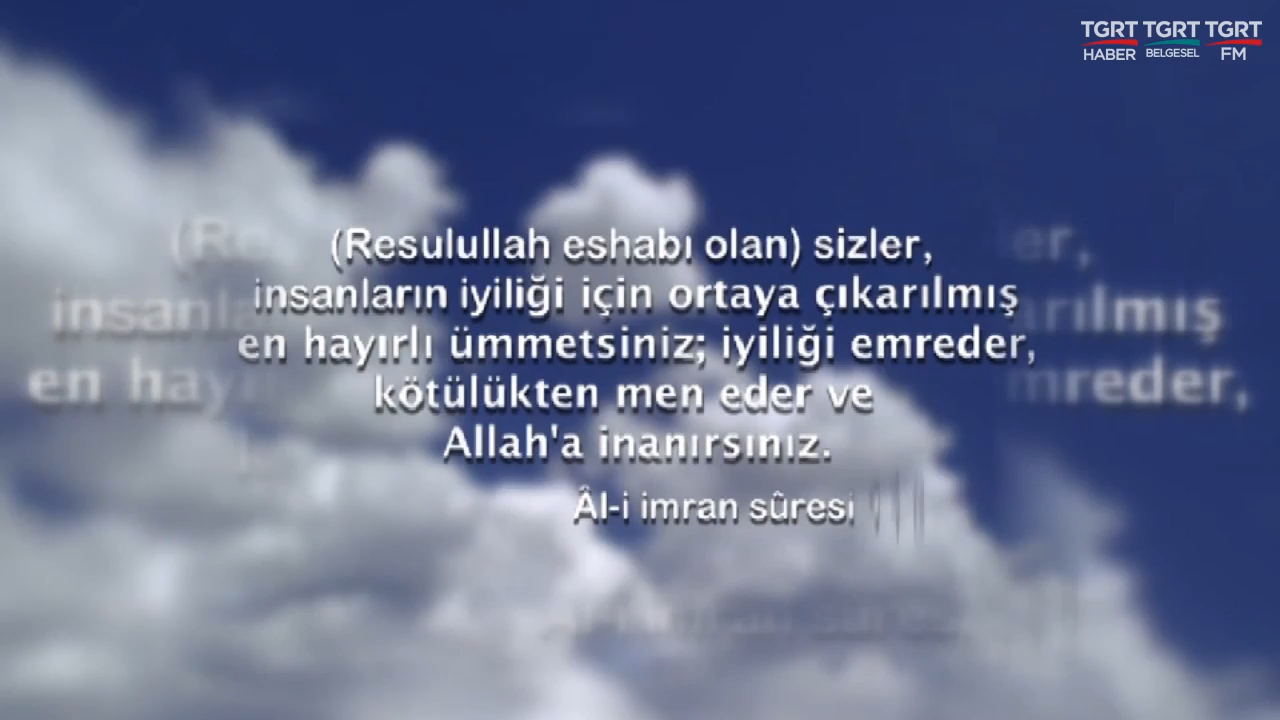 TGRT TGRT TGRT
HABER BELGESEL FM
(Resulullah eshabı olan) sizler,
insanların iyiliği için ortaya çıkarılmış
en hayırlı ümmetsiniz; iyiliği emreder,
kötülükten men eder ve
Allah'a inanırsınız.
Âl-i imran sûresi